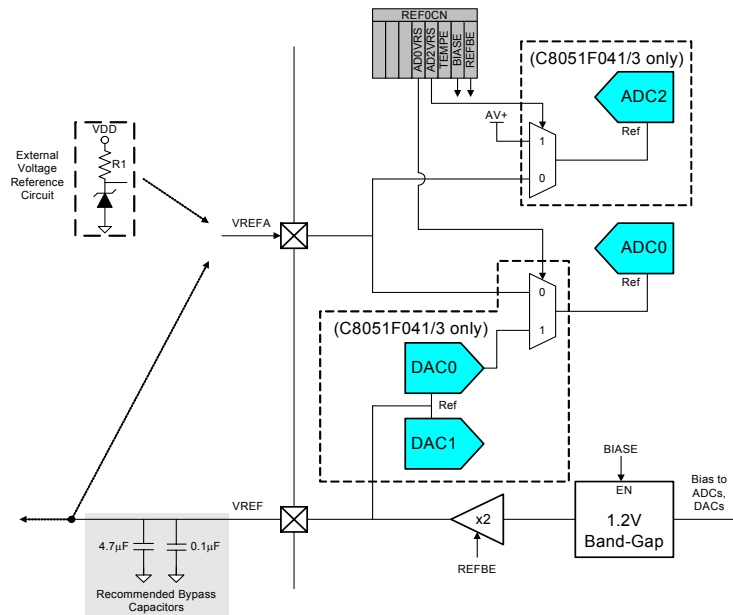 REF0CN
AD0VRS
AD2VRS
TEMPE
BIASE
REFBE
(C8051F041/3 only)
ADC2
AV+
Ref
1
0
VDD
R1
External
Voltage
Reference
Circuit
VREFA
ADC0
Ref
0
1
(C8051F041/3 only)
DAC0
Ref
DAC1
BIASE
EN
Bias to
ADCs,
DACs
VREF
x2
1.2V
Band-Gap
REFBE
4.7μF
0.1μF
Recommended Bypass
Capacitors